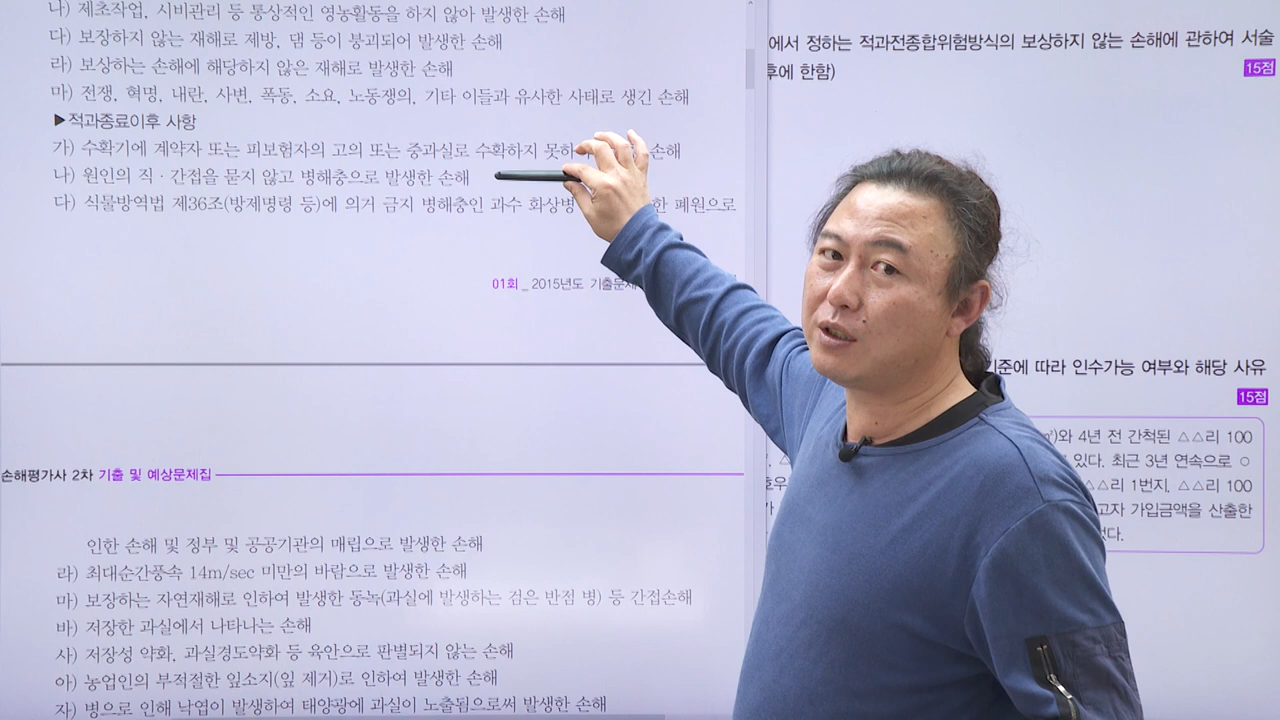 나) 제초작업, 시비관리 등 통상적인 영농활동을 하지 않아 발생한 손해
다) 보장하지 않는 재해로 제방, 댐 등이 붕괴되어 발생한 손해
라) 보상하는 손해에 해당하지 않은 재해로 발생한 손해
마) 전쟁, 혁명, 내란, 사변, 폭동, 소요, 노동쟁의, 기타 이들과 유사한 사태로 생긴 손해
▶적과종료이후 사항
가) 수확기에 계약자 또는 피보험자의 고의 또는 중과실로 수확하지 못하 손해
나) 원인의 직·간접을 묻지 않고 병해충으로 발생한 손해
다) 식물방역법 제36조(방제명령 등)에 의거 금지 병해충인 과수 화상병 한 폐원으로
01회 _ 2015년도 기출문제
손해평가사 2차 기출 및 예상문제집
인한 손해 및 정부 및 공공기관의 매립으로 발생한 손해
라) 최대순간풍속 14m/sec 미만의 바람으로 발생한 손해
마) 보장하는 자연재해로 인하여 발생한 동녹(과실에 발생하는 검은 반점 병) 등 간접손해
바) 저장한 과실에서 나타나는 손해
사) 저장성 약화, 과실경도약화 등 육안으로 판별되지 않는 손해
아) 농업인의 부적절한 잎소지(잎 제거)로 인하여 발생한 손해
자) 병으로 인해 낙엽이 발생하여 태양광에 과실이 노출됨으로써 발생한 손해
에서 정하는 적과전종합위험방식의 보상하지 않는 손해에 관하여 서술
후에 한함)
15점
기준에 따라 인수가능 여부와 해당 사유
15점
㎡)와 4년 전 간척된 △△리 100
있다. 최근 3년 연속으로 ○
△△리 1번지, △△리 100
고자 가입금액을 산출한